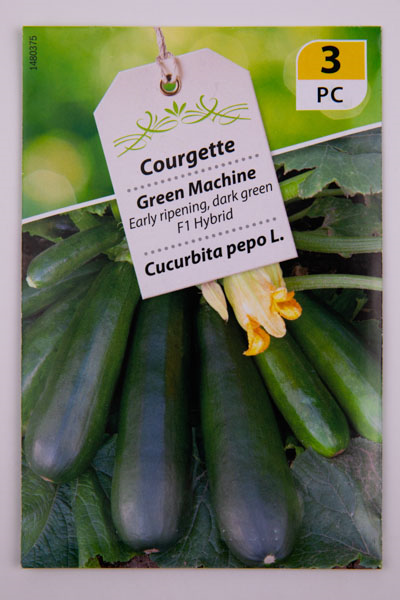 1480375
3
PC
Courgette
Green Machine
Early ripening, dark green
F1 Hybrid
Cucurbita pepo L.